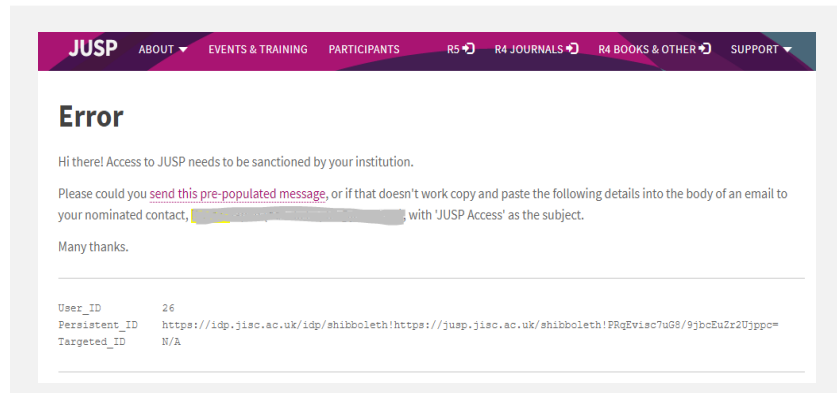 JUSP ABOUT EVENTS & TRAINING PARTICIPANTS R5 R4 JOURNALS R4 BOOKS & OTHER SUPPORT
Error
Hi there! Access to JUSP needs to be sanctioned by your institution.
Please could you send this pre-populated message, or if that doesn't work copy and paste the following details into the body of an email to
your nominated contact, , with 'JUSP Access' as the subject.
Many thanks.
User_ID 26
Persistent_ID https://idp.jisc.ac.uk/idp/shibboleth!https://jusp.jisc.ac.uk/shibboleth!PRqEvisc7uG8/9jbcEuZr2Ujppc=
Targeted_ID N/A